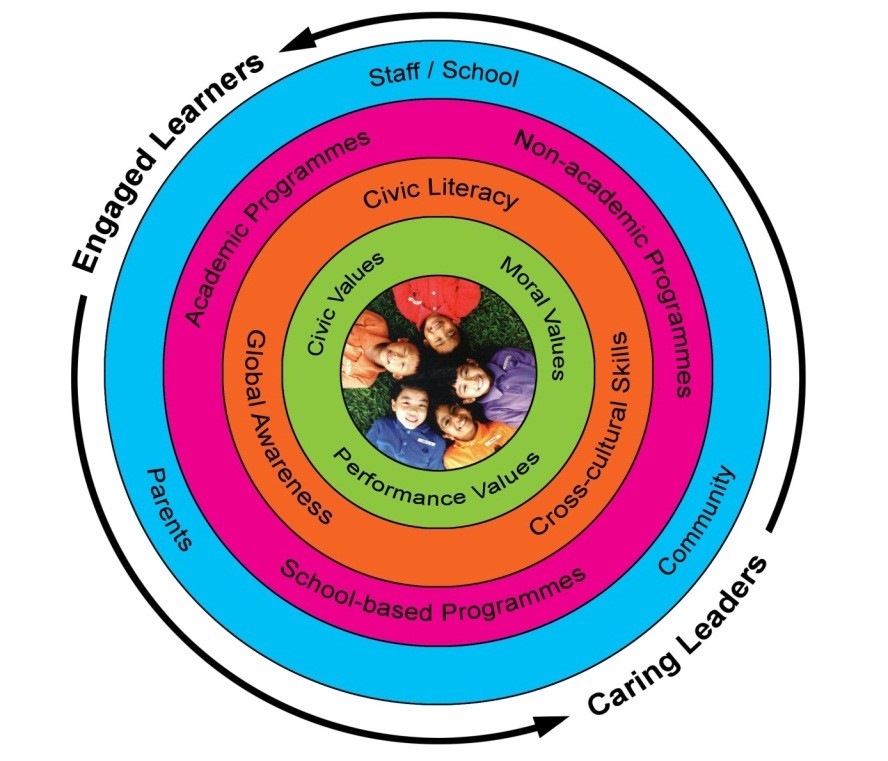 Engaged Learners
Staff / School
Academic Programmes
Non-academic Programmes
Civic Literacy
Civic Values
Moral Values
Global Awareness
Cross-cultural Skills
Performance Values
Parents
Community
School-based Programmes
Caring Leaders